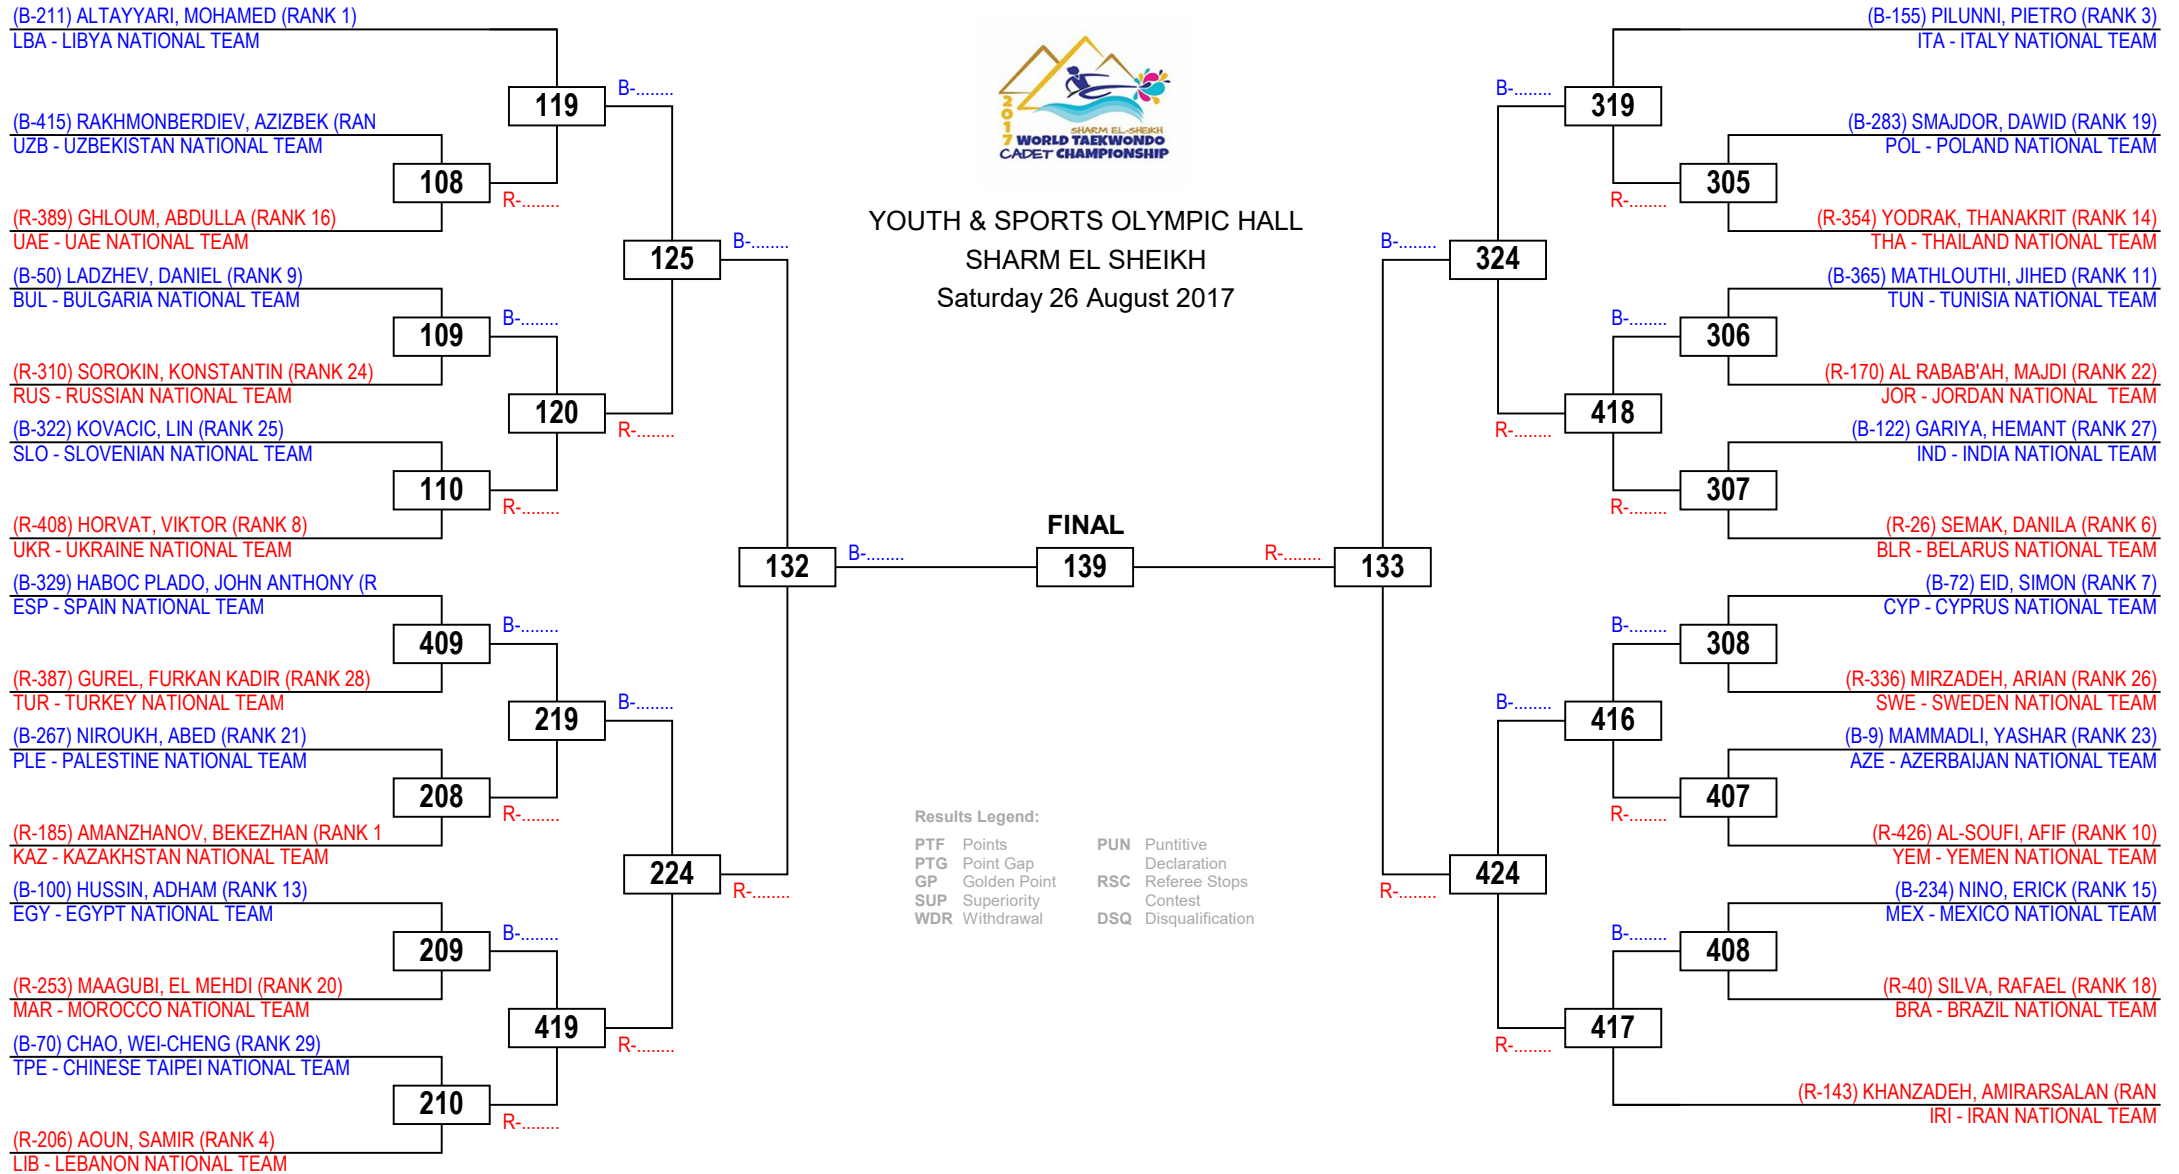 (B-211) ALTAYYARI, MOHAMED (RANK 1)
LBA - LIBYA NATIONAL TEAM
119
B-........
(B-415) RAKHMONBERDIEV, AZIZBEK (RAN
UZB - UZBEKISTAN NATIONAL TEAM
108
R-........
(R-389) GHLOUM, ABDULLA (RANK 16)
UAE - UAE NATIONAL TEAM
125
B-........
(B-50) LADZHEV, DANIEL (RANK 9)
BUL - BULGARIA NATIONAL TEAM
109
B-........
(R-310) SOROKIN, KONSTANTIN (RANK 24)
RUS - RUSSIAN NATIONAL TEAM
120
R-........
(B-322) KOVACIC, LIN (RANK 25)
SLO - SLOVENIAN NATIONAL TEAM
110
R-........
(R-408) HORVAT, VIKTOR (RANK 8)
UKR - UKRAINE NATIONAL TEAM
132
B-........
(B-329) HABOC PLADO, JOHN ANTHONY (R
ESP - SPAIN NATIONAL TEAM
409
B-........
(R-387) GUREL, FURKAN KADIR (RANK 28)
TUR - TURKEY NATIONAL TEAM
219
B-........
(B-267) NIROUKH, ABED (RANK 21)
PLE - PALESTINE NATIONAL TEAM
208
R-........
(R-185) AMANZHANOV, BEKEZHAN (RANK 1
KAZ - KAZAKHSTAN NATIONAL TEAM
224
R-........
(B-100) HUSSIN, ADHAM (RANK 13)
EGY - EGYPT NATIONAL TEAM
209
B-........
(R-253) MAAGUBI, EL MEHDI (RANK 20)
MAR - MOROCCO NATIONAL TEAM
419
R-........
(B-70) CHAO, WEI-CHENG (RANK 29)
TPE - CHINESE TAIPEI NATIONAL TEAM
210
R-........
(R-206) AOUN, SAMIR (RANK 4)
LIB - LEBANON NATIONAL TEAM
2017
SHARM EL-SHEIKH
WORLD TAEKWONDO
CADET CHAMPIONSHIP
YOUTH & SPORTS OLYMPIC HALL
SHARM EL SHEIKH
Saturday 26 August 2017
FINAL
139
Results Legend:
PTF Points
PTG Point Gap
GP Golden Point
SUP Superiority
WDR Withdrawal
PUN Puntitive
Declaration
RSC Referee Stops
Contest
DSQ Disqualification
(B-155) PILUNNI, PIETRO (RANK 3)
ITA - ITALY NATIONAL TEAM
B-........
319
(B-283) SMAJDOR, DAWID (RANK 19)
POL - POLAND NATIONAL TEAM
R-........
305
(R-354) YODRAK, THANAKRIT (RANK 14)
THA - THAILAND NATIONAL TEAM
B-........
324
(B-365) MATHLOUTHI, JIHED (RANK 11)
TUN - TUNISIA NATIONAL TEAM
B-........
306
(R-170) AL RABAB'AH, MAJDI (RANK 22)
JOR - JORDAN NATIONAL TEAM
R-........
418
(B-122) GARIYA, HEMANT (RANK 27)
IND - INDIA NATIONAL TEAM
R-........
307
(R-26) SEMAK, DANILA (RANK 6)
BLR - BELARUS NATIONAL TEAM
R-........
133
(B-72) EID, SIMON (RANK 7)
CYP - CYPRUS NATIONAL TEAM
B-........
308
(R-336) MIRZADEH, ARIAN (RANK 26)
SWE - SWEDEN NATIONAL TEAM
B-........
416
(B-9) MAMMADLI, YASHAR (RANK 23)
AZE - AZERBAIJAN NATIONAL TEAM
R-........
407
(R-426) AL-SOUFI, AFIF (RANK 10)
YEM - YEMEN NATIONAL TEAM
R-........
424
(B-234) NINO, ERICK (RANK 15)
MEX - MEXICO NATIONAL TEAM
B-........
408
(R-40) SILVA, RAFAEL (RANK 18)
BRA - BRAZIL NATIONAL TEAM
R-........
417
(R-143) KHANZADEH, AMIRARSALAN (RAN
IRI - IRAN NATIONAL TEAM